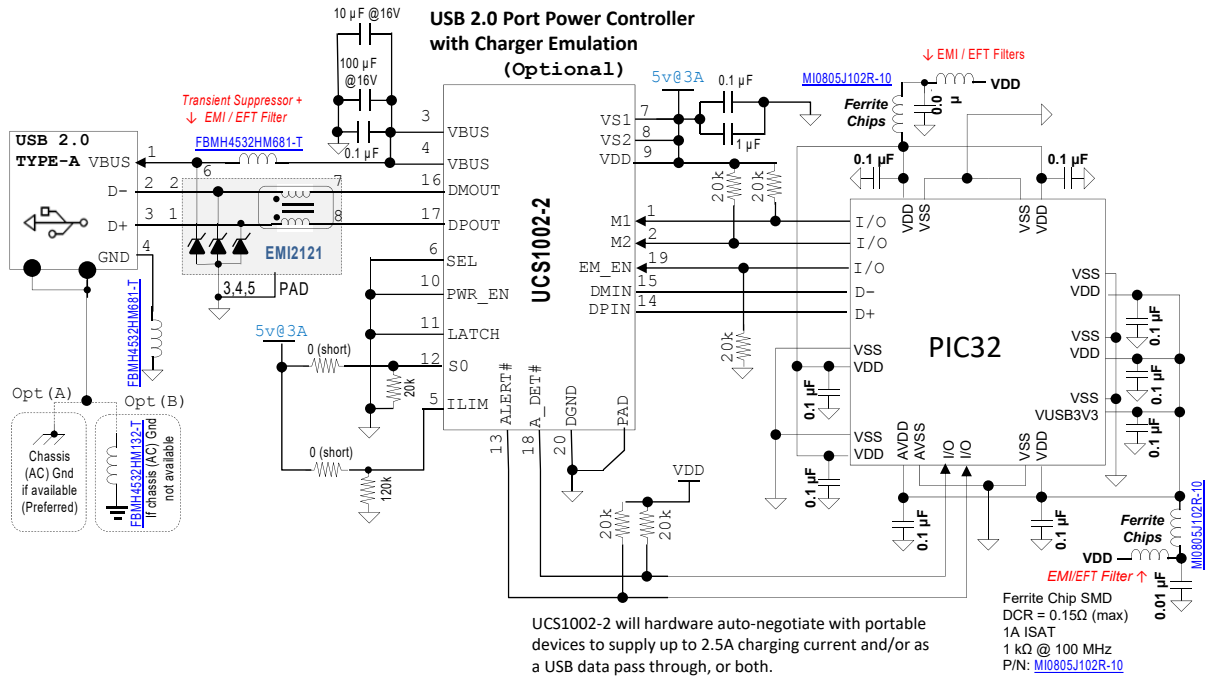 10 µF @16V
USB 2.0 Port Power Controller
with Charger Emulation
(Optional)
100 µF
@16V
0.1 µF
Transient Suppressor +
↓ EMI / EFT Filter
FBMH4532HM681-T
USB 2.0
TYPE-A
VBUS
1
D-
2
D+
3
GND
4
6
2
7
1
8
EMI2121
3,4,5
PAD
FBMH4532HM681-T
Opt(A)
Opt(B)
Chassis
(AC) Gnd
if available
(Preferred)
FBMH4532HM132-T
If chassis (AC) Gnd
not available
5v@3A
0 (short)
20k
0 (short)
120k
UCS1002-2
3
VBUS
4
VBUS
16
DMOUT
17
DPOUT
6
SEL
10
PWR_EN
11
LATCH
12
S0
5
ILIM
13
ALERT#
18
A_DET#
20
DGND
PAD
VS1
7
VS2
8
VDD
9
M1
1
M2
2
EM_EN
19
DMIN
15
DPIN
14
5v@3A
0.1 µF
1 µF
20k
20k
20k
VDD
20k
20k
↓ EMI / EFT Filters
MI0805J102R-10
VDD
Ferrite
Chips
0.0
µ
0.1 µF
0.1 µF
VDD
VSS
VSS
VDD
I/O
I/O
I/O
D-
D+
VSS
VDD
VSS
VDD
PIC32
VSS
VDD
VSS
VDD
VSS
VUSB3V3
AVDD
AVSS
I/O
I/O
VSS
VDD
0.1 µF
0.1 µF
0.1 µF
0.1 µF
0.1 µF
0.1 µF
0.1 µF
Ferrite
Chips
MI0805J102R-10
VDD
EMI/EFT Filter ↑
0.01 µF
Ferrite Chip SMD
DCR = 0.15Ω (max)
1A ISAT
1 kΩ @ 100 MHz
P/N: MI0805J102R-10
UCS1002-2 will hardware auto-negotiate with portable
devices to supply up to 2.5A charging current and/or as
a USB data pass through, or both.